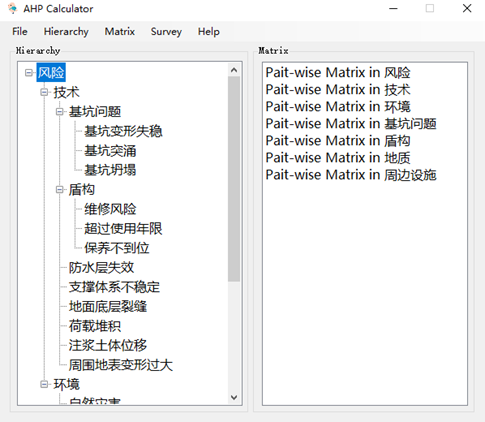 AHP Calculator
File Hierarchy Matrix Survey Help
Hierarchy
风险
技术
基坑问题
基坑变形失稳
基坑突涌
基坑坍塌
盾构
维修风险
超过使用年限
保养不到位
防水层失效
支撑体系不稳定
地面底层裂缝
荷载堆积
注浆土体位移
周围地表变形过大
环境
自然灾害
Matrix
Pait-wise Matrix in 风险
Pait-wise Matrix in 技术
Pait-wise Matrix in 环境
Pait-wise Matrix in 基坑问题
Pait-wise Matrix in 盾构
Pait-wise Matrix in 地质
Pait-wise Matrix in 周边设施